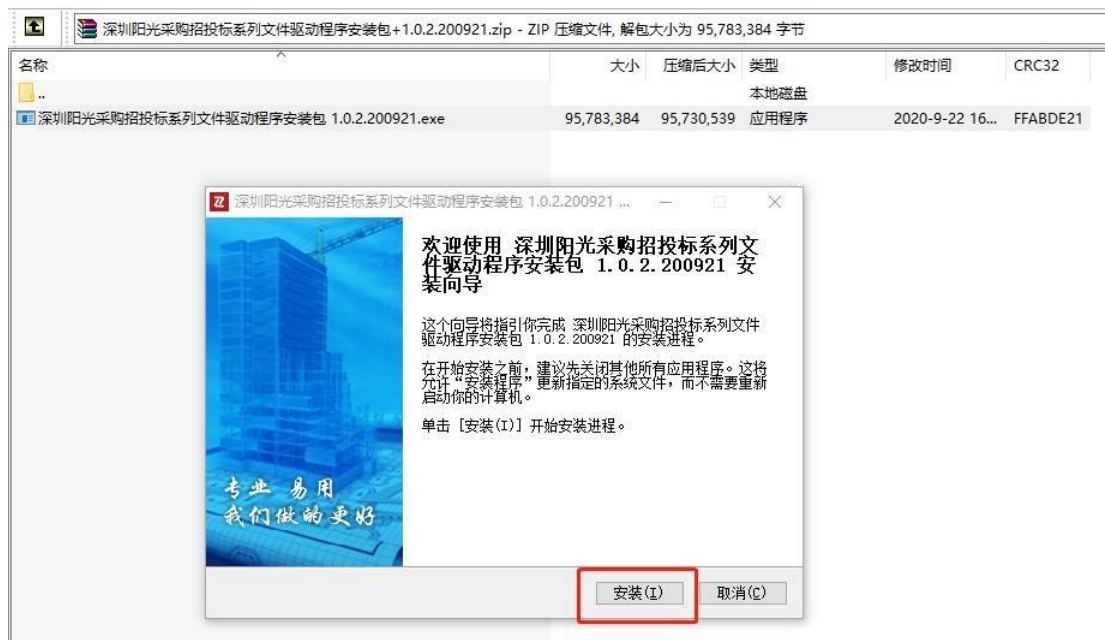 深圳阳光采购招投标系列文件驱动程序安装包+1.0.2.200921.zip - ZIP 压缩文件, 解包大小为 95,783,384 字节
名称 大小 压缩后大小 类型 修改时间 CRC32
.. 本地磁盘
深圳阳光采购招投标系列文件驱动程序安装包 1.0.2.200921.exe 95,783,384 95,730,539 应用程序 2020-9-22 16... FFABDE21
深圳阳光采购招投标系列文件驱动程序安装包 1.0.2.200921 ...
欢迎使用 深圳阳光采购招投标系列文
件驱动程序安装包 1.0.2.200921 安
装向导
这个向导将指引你完成 深圳阳光采购招投标系列文件
驱动程序安装包 1.0.2.200921 的安装进程。
在开始安装之前，建议先关闭其他所有应用程序。这将
允许“安装程序”更新指定的系统文件，而不需要重新
启动你的计算机。
单击 [安装(I)] 开始安装进程。
专业 易用
我们做的更好
安装(I) 取消(C)